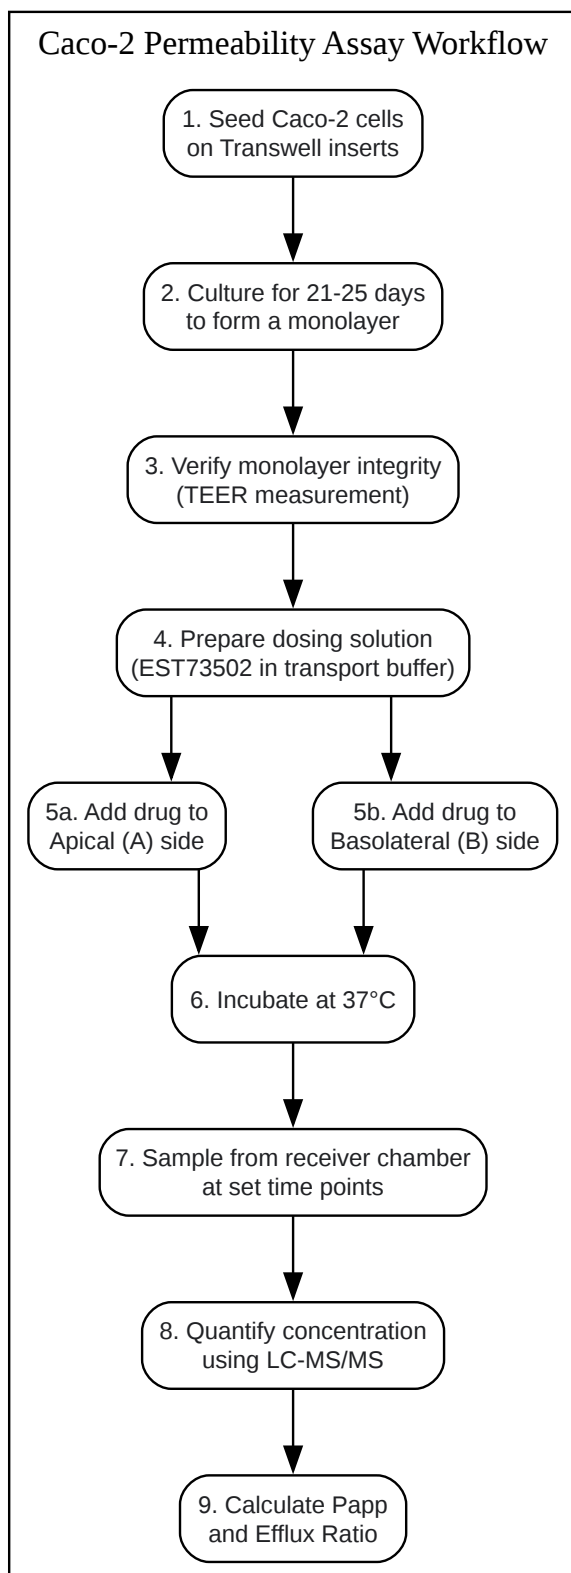 Caco-2 Permeability Assay Workflow
1. Seed Caco-2 cells
on Transwell inserts
2. Culture for 21-25 days
to form a monolayer
3. Verify monolayer integrity
(TEER measurement)
4. Prepare dosing solution
(EST73502 in transport buffer)
5a. Add drug to
Apical (A) side
5b. Add drug to
Basolateral (B) side
6. Incubate at 37°C
7. Sample from receiver chamber
at set time points
8. Quantify concentration
using LC-MS/MS
9. Calculate Papp
and Efflux Ratio